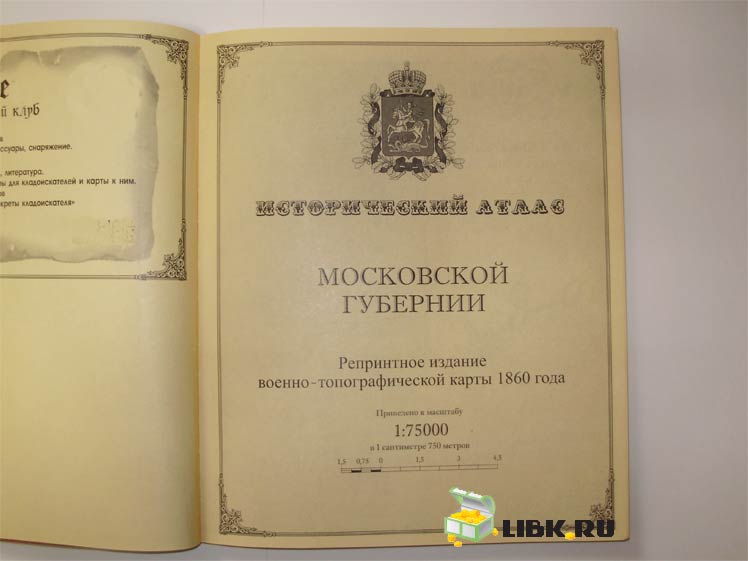 е
й клуб
в
ссуары, снаряжение.
, литература.
ы для кладоискателей и карты к ним.
ов
креты кладоискателя»
ИСТОРИЧЕСКИЙ АТЛАС
МОСКОВСКОЙ
ГУБЕРНИИ
Репринтное издание
военно-топографической карты 1860 года
Приведено в масштабу
1:75000
в 1 сантиметре 750 метров
1,5 0,75 0 1,5 3 4,5
LIBK.RU